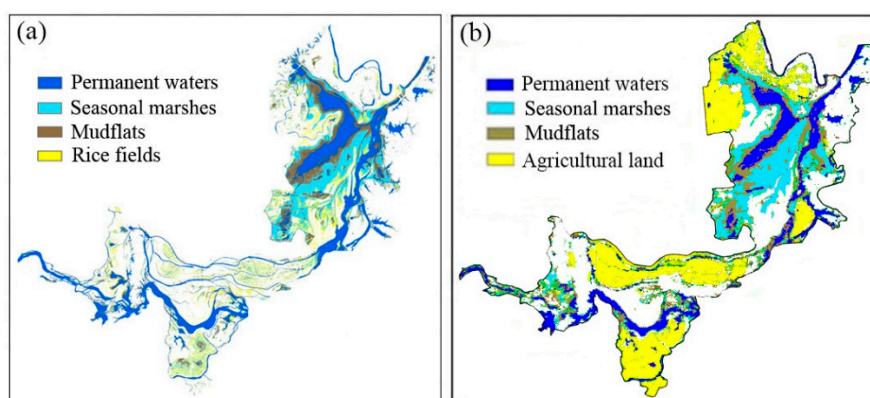 (a)
Permanent waters
Seasonal marshes
Mudflats
Rice fields
(b)
Permanent waters
Seasonal marshes
Mudflats
Agricultural land